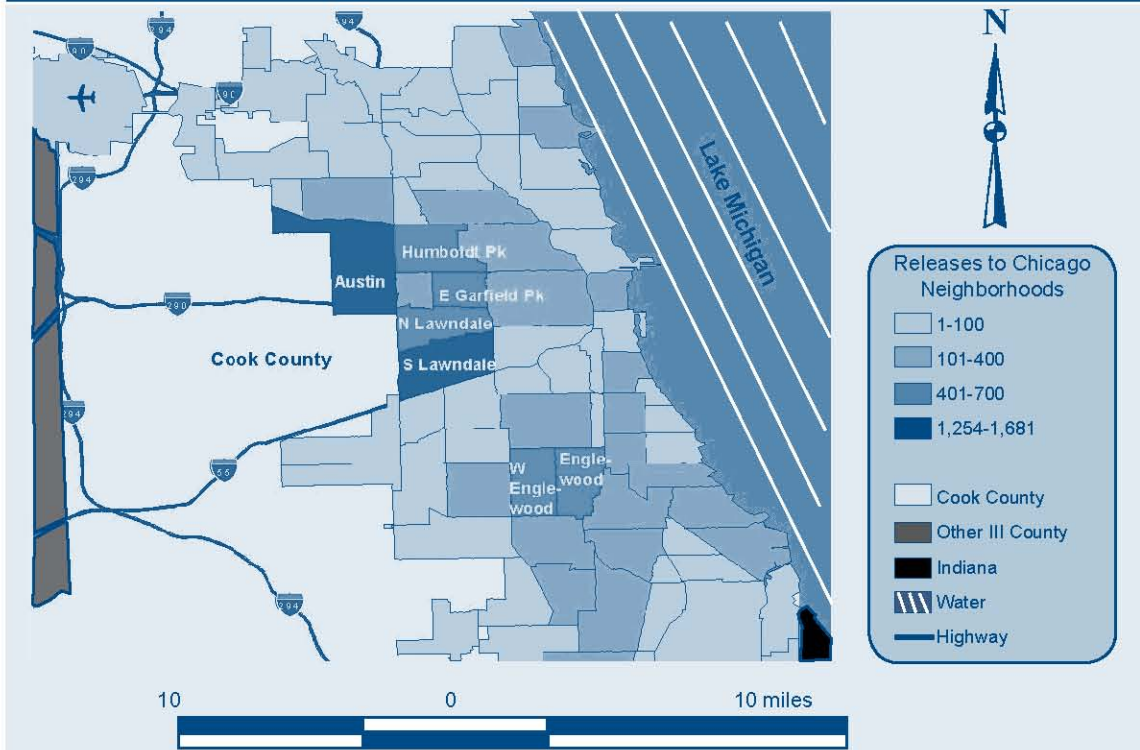 294
294
90
N
90
294
Lake Michigan
Humboldt Pk
Austin
E Garfield Pk
290
N Lawndale
Cook County
S Lawndale
294
55
W
Engle-
wood
Engle-
wood
294
Releases to Chicago
Neighborhoods
1-100
101-400
401-700
1,254-1,681
Cook County
Other Ill County
Indiana
Water
Highway
10
0
10 miles